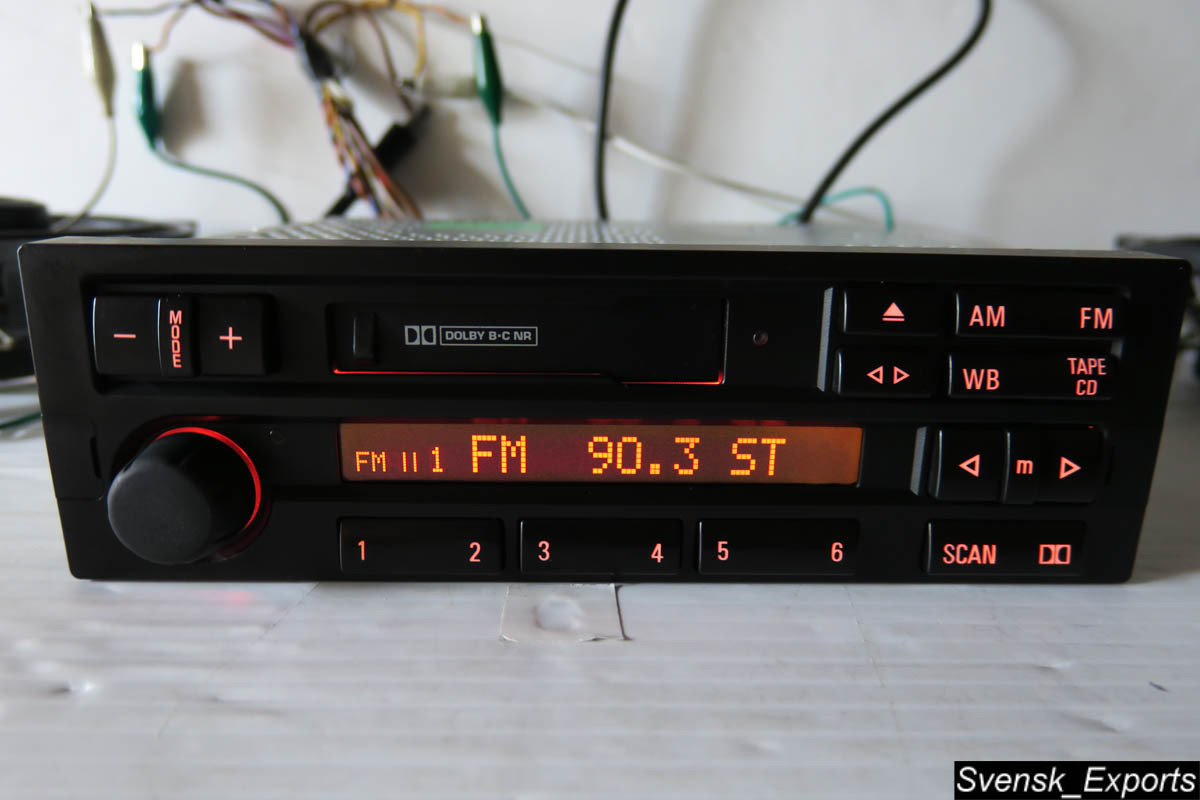 − MODE +
DOLBY B·C NR
AM FM
WB TAPE CD
FM II 1 FM 90.3 ST
m
1 2 3 4 5 6
SCAN
Svensk_Exports